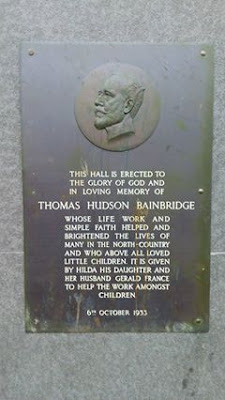 THIS HALL IS ERECTED TO
THE GLORY OF GOD AND
IN LOVING MEMORY OF
THOMAS HUDSON BAINBRIDGE
WHOSE LIFE WORK AND
SIMPLE FAITH HELPED AND
BRIGHTENED THE LIVES OF
MANY IN THE NORTH-COUNTRY
AND WHO ABOVE ALL LOVED
LITTLE CHILDREN. IT IS GIVEN
BY HILDA HIS DAUGHTER AND
HER HUSBAND GERALD FRANCE
TO HELP THE WORK AMONGST
CHILDREN
6TH OCTOBER 1933